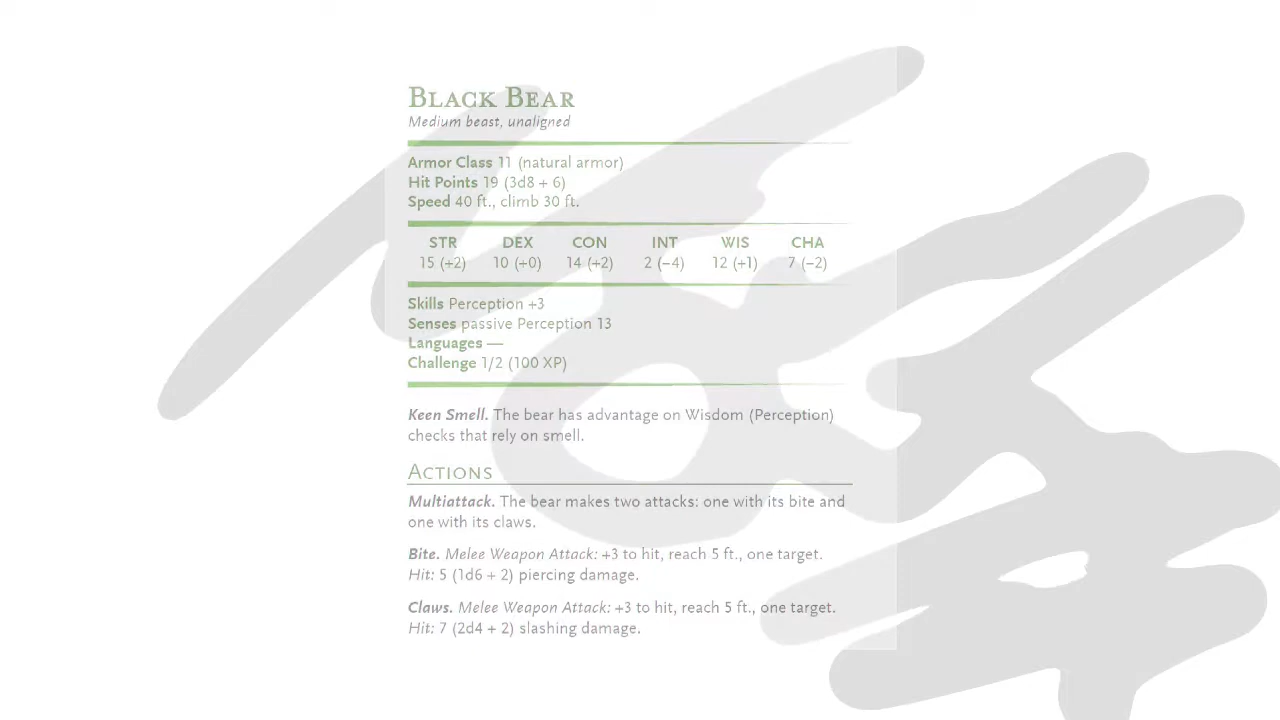 Black Bear
Medium beast, unaligned
Armor Class 11 (natural armor)
Hit Points 19 (3d8 + 6)
Speed 40 ft., climb 30 ft.
STR DEX CON INT WIS CHA
15 (+2) 10 (+0) 14 (+2) 2 (−4) 12 (+1) 7 (−2)
Skills Perception +3
Senses passive Perception 13
Languages —
Challenge 1/2 (100 XP)
Keen Smell. The bear has advantage on Wisdom (Perception)
checks that rely on smell.
Actions
Multiattack. The bear makes two attacks: one with its bite and
one with its claws.
Bite. Melee Weapon Attack: +3 to hit, reach 5 ft., one target.
Hit: 5 (1d6 + 2) piercing damage.
Claws. Melee Weapon Attack: +3 to hit, reach 5 ft., one target.
Hit: 7 (2d4 + 2) slashing damage.